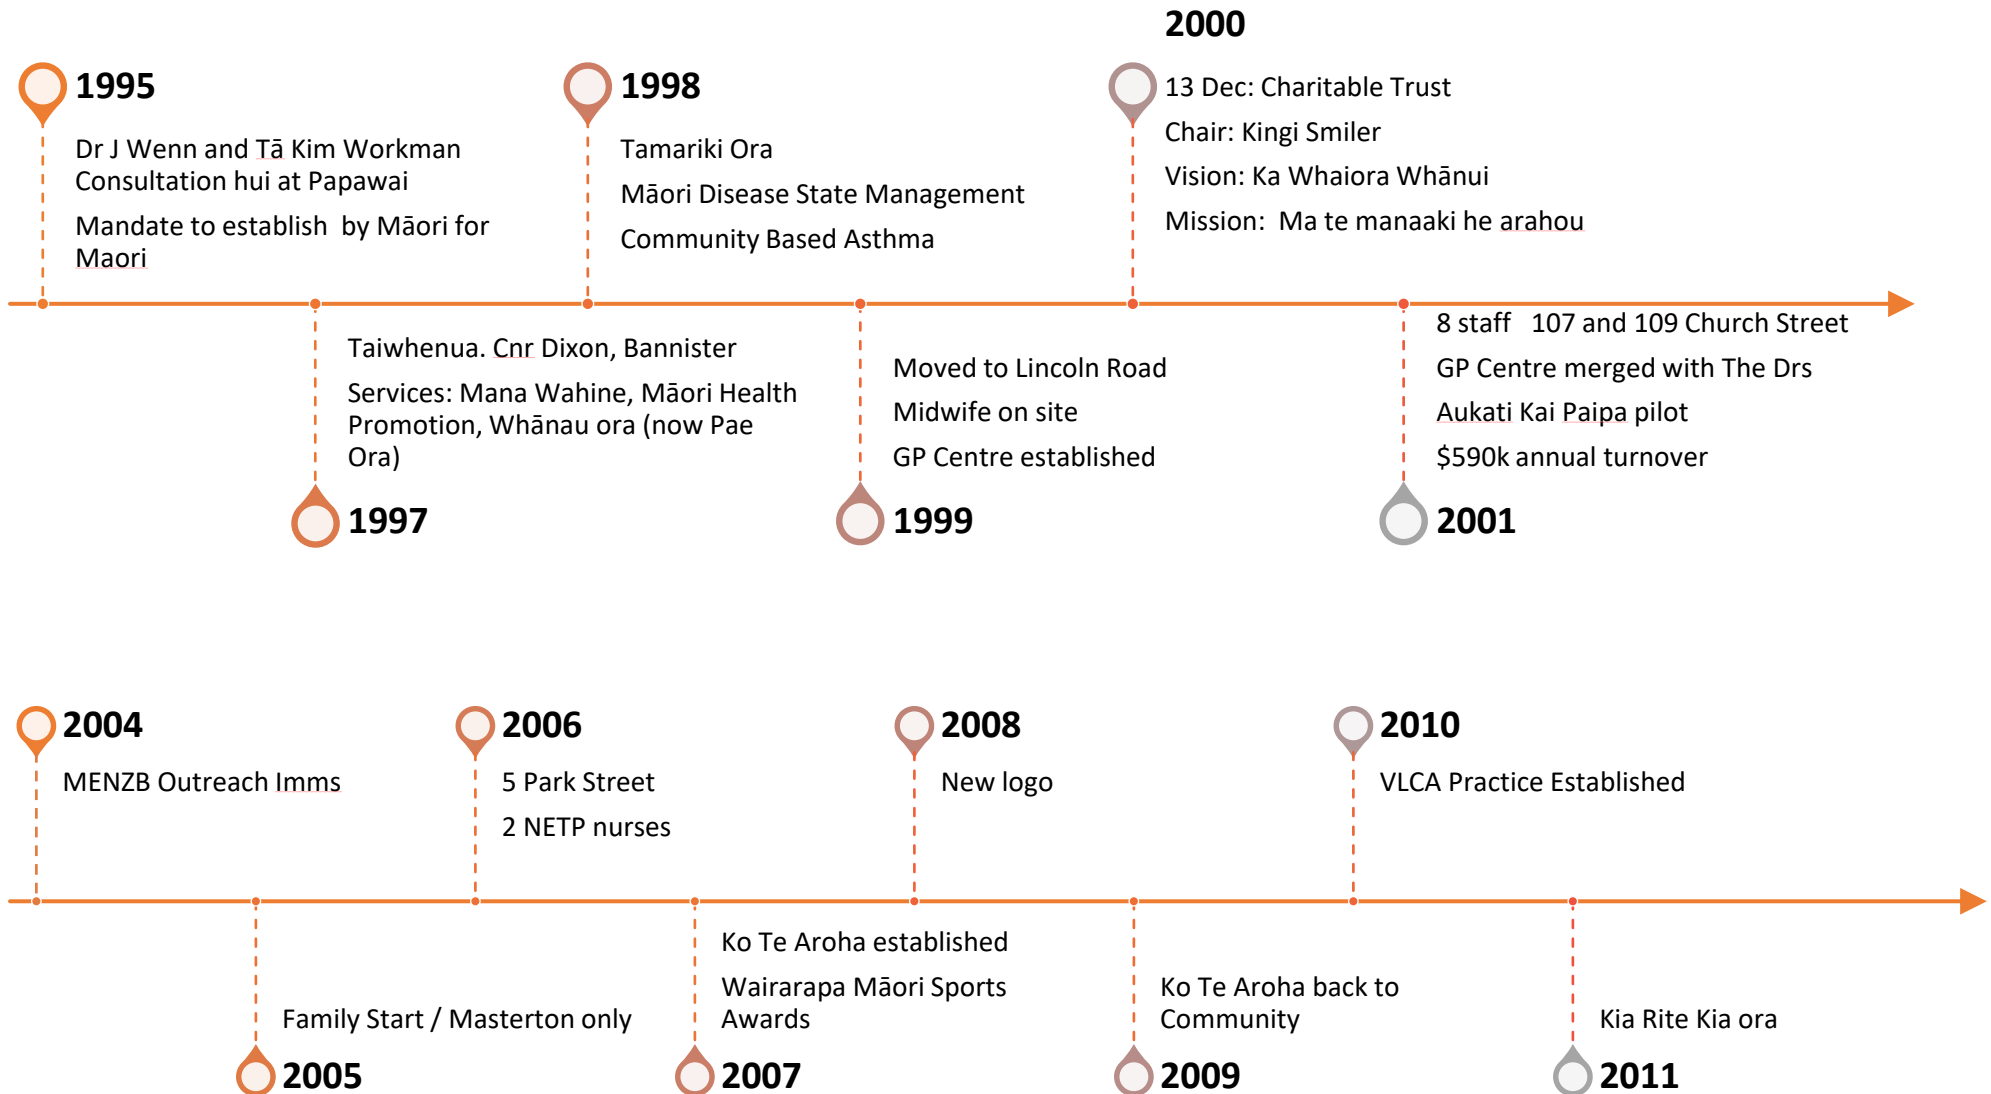 1995
Dr J Wenn and Tā Kim Workman
Consultation hui at Papawai
Mandate to establish  by Māori for
Maori
1997
Taiwhenua. Cnr Dixon, Bannister
Services: Mana Wahine, Māori Health
Promotion, Whānau ora (now Pae
Ora)
1998
Tamariki Ora
Māori Disease State Management
Community Based Asthma
1999
Moved to Lincoln Road
Midwife on site
GP Centre established
2000
13 Dec: Charitable Trust
Chair: Kingi Smiler
Vision: Ka Whaiora Whānui
Mission:  Ma te manaaki he arahou
2001
8 staff   107 and 109 Church Street
GP Centre merged with The Drs
Aukati Kai Paipa pilot
$590k annual turnover
2004
MENZB Outreach Imms
2005
Family Start / Masterton only
2006
5 Park Street
2 NETP nurses
2007
Ko Te Aroha established
Wairarapa Māori Sports
Awards
2008
New logo
2009
Ko Te Aroha back to
Community
2010
VLCA Practice Established
2011
Kia Rite Kia ora